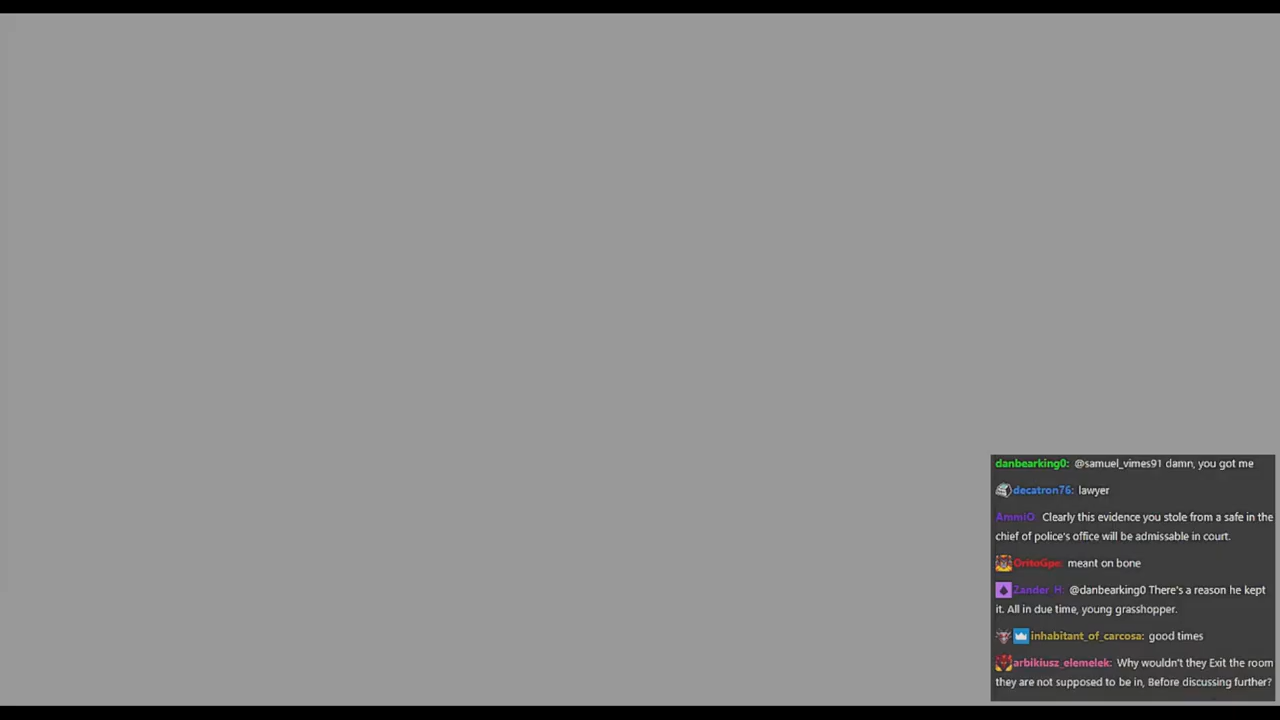 danbearking0: @samuel_vimes91 damn, you got me
decatron76: lawyer
AmmiO: Clearly this evidence you stole from a safe in the
chief of police's office will be admissable in court.
OritoGpe: meant on bone
Zander_H: @danbearking0 There's a reason he kept
it. All in due time, young grasshopper.
inhabitant_of_carcosa: good times
arbikiusz_elemelek: Why wouldn't they Exit the room
they are not supposed to be in, Before discussing further?